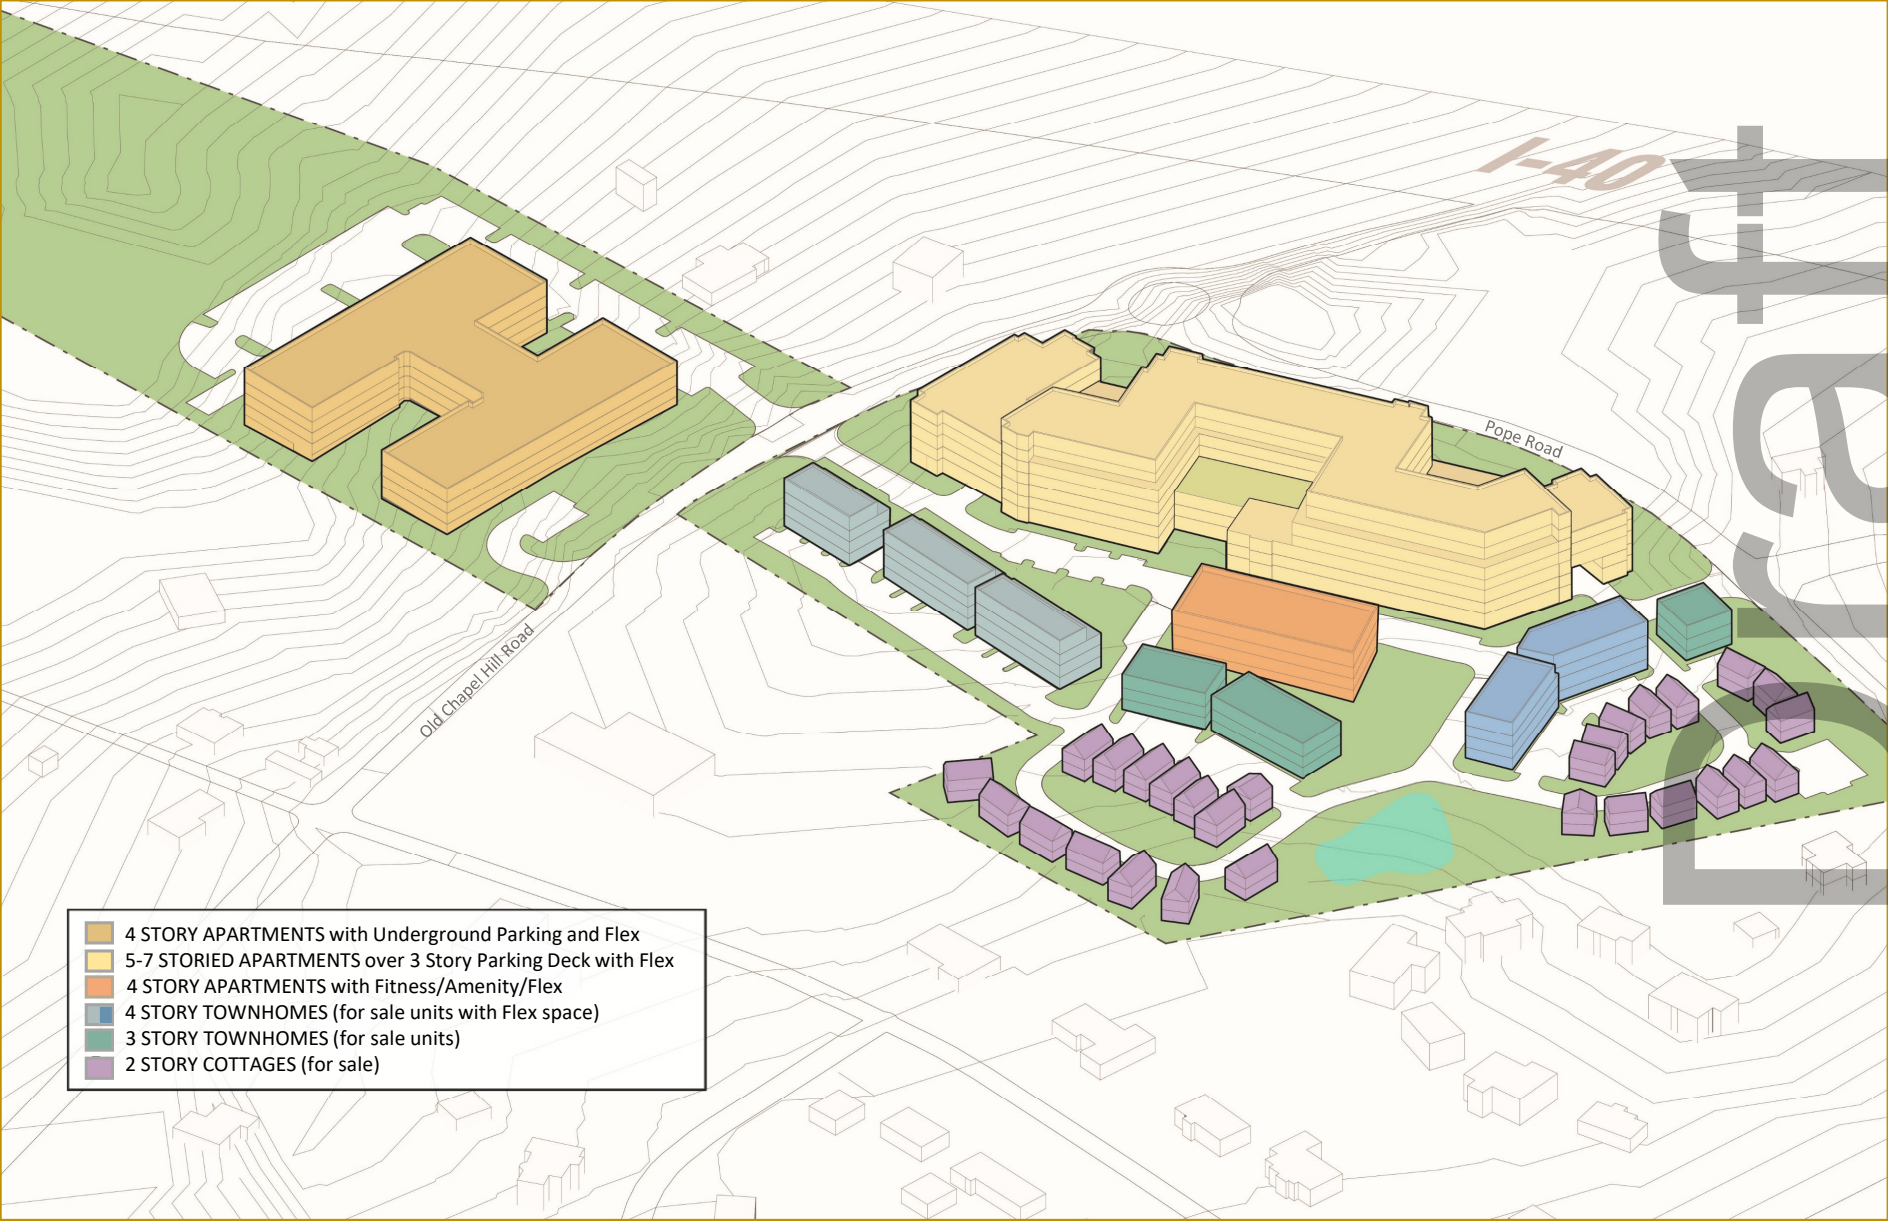 I-40
Draft
Pope Road
Old Chapel Hill Road
4 STORY APARTMENTS with Underground Parking and Flex
5-7 STORIED APARTMENTS over 3 Story Parking Deck with Flex
4 STORY APARTMENTS with Fitness/Amenity/Flex
4 STORY TOWNHOMES (for sale units with Flex space)
3 STORY TOWNHOMES (for sale units)
2 STORY COTTAGES (for sale)